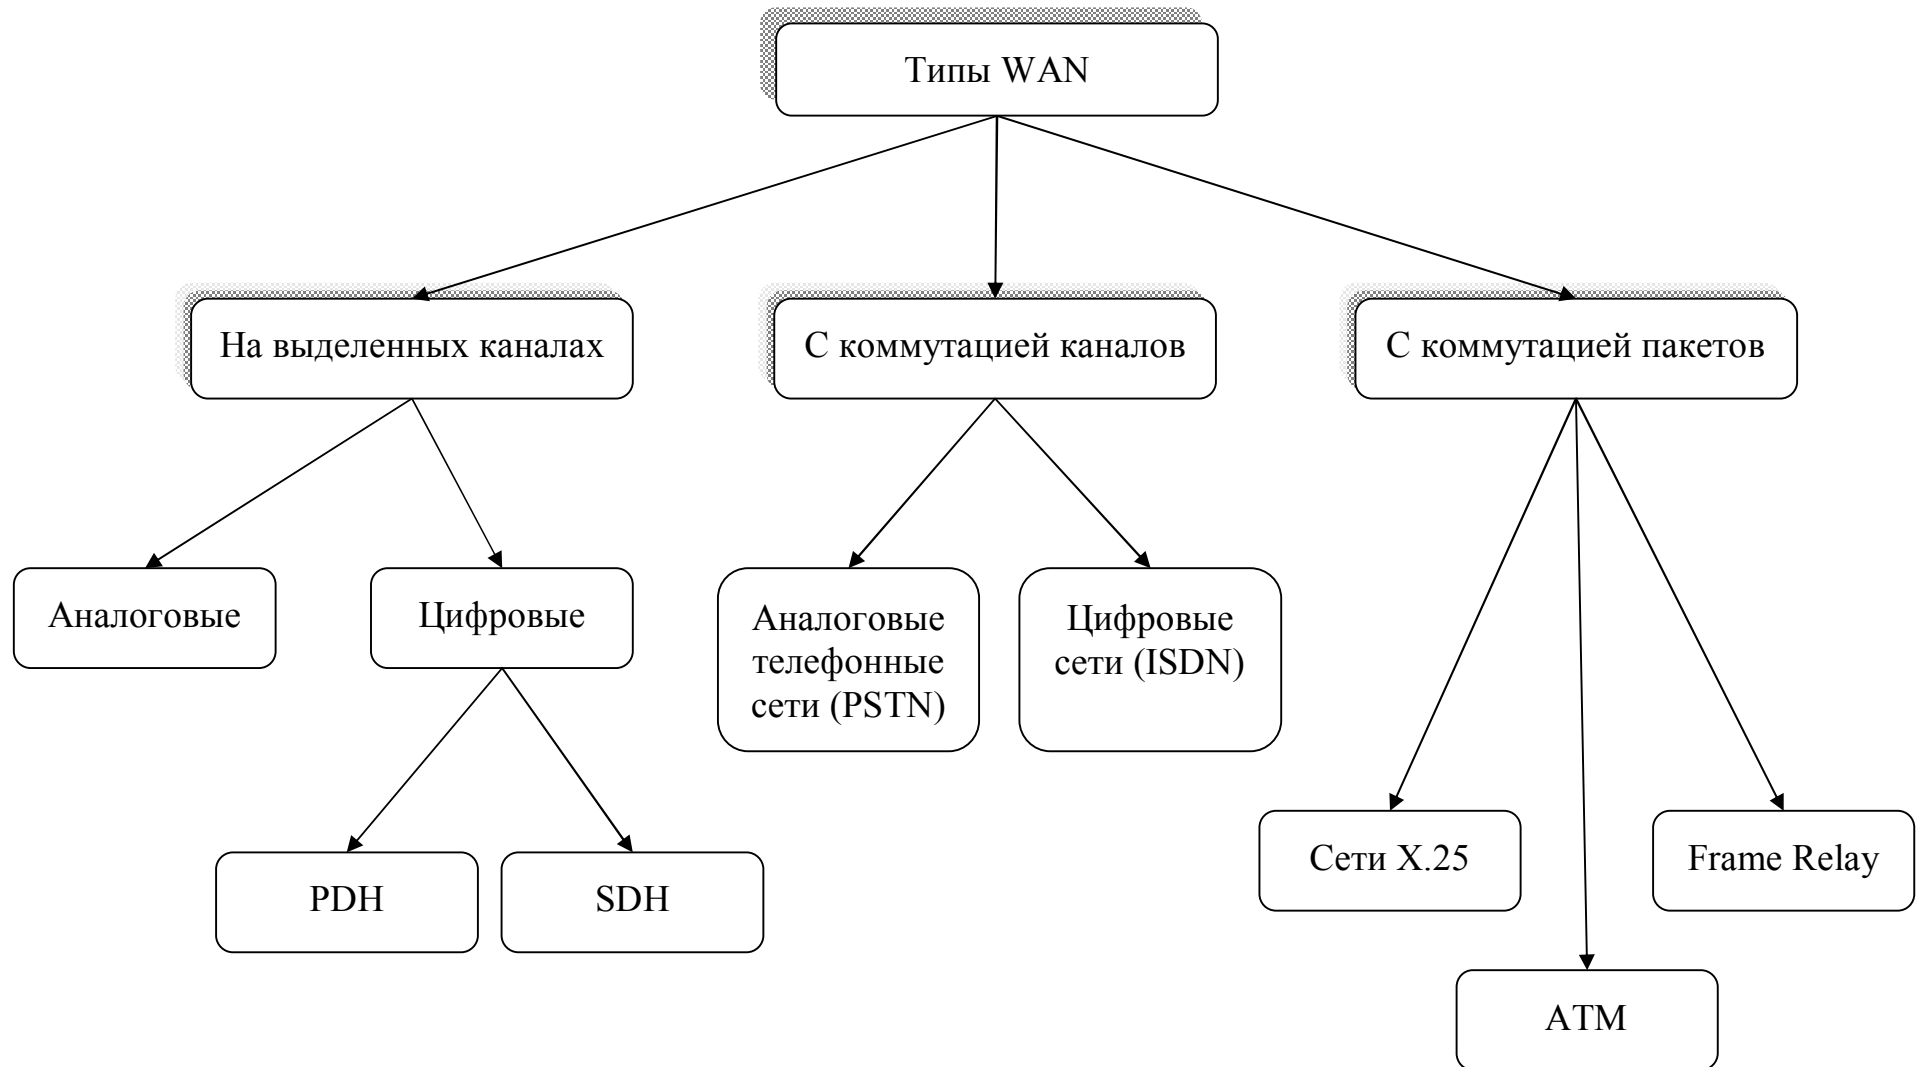 Типы WAN
На выделенных каналах
С коммутацией каналов
С коммутацией пакетов
Аналоговые
Цифровые
Аналоговые
телефонные
сети (PSTN)
Цифровые
сети (ISDN)
PDH
SDH
Сети X.25
Frame Relay
ATM